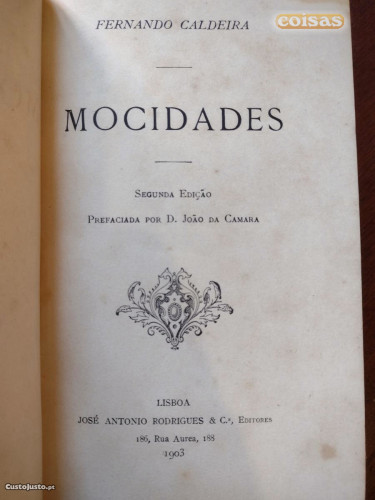 eoisas
FERNANDO CALDEIRA
MOCIDADES
SEGUNDA EDIÇÃO
PREFACIADA POR D. JOÃO DA CAMARA
LISBOA
JOSÉ ANTONIO RODRIGUES & C.ª, EDITORES
186, Rua Aurea, 188
1903
CustoJusto.pt